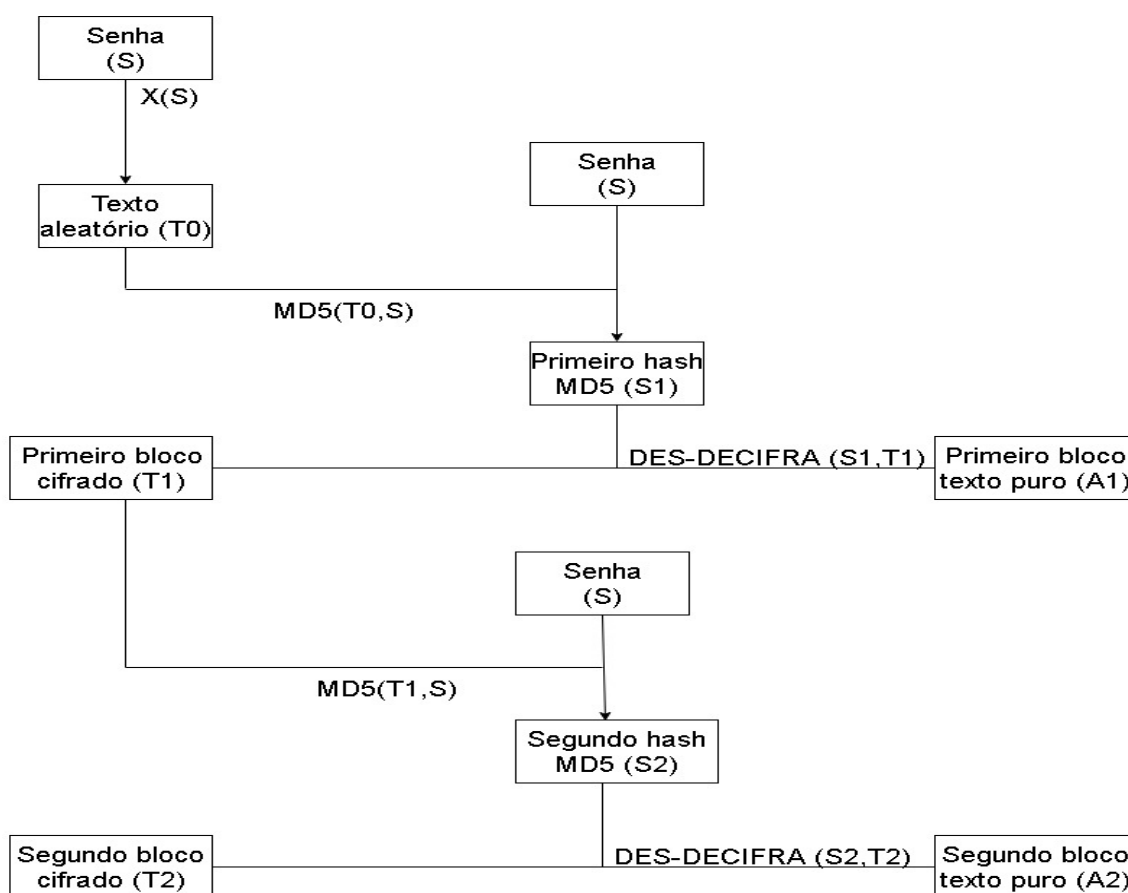 Senha
(S)
X(S)
Senha
(S)
Texto
aleatório (T0)
MD5(T0,S)
Primeiro hash
MD5 (S1)
Primeiro bloco
cifrado (T1)
DES-DECIFRA (S1,T1)
Primeiro bloco
texto puro (A1)
Senha
(S)
MD5(T1,S)
Segundo hash
MD5 (S2)
Segundo bloco
cifrado (T2)
DES-DECIFRA (S2,T2)
Segundo bloco
texto puro (A2)